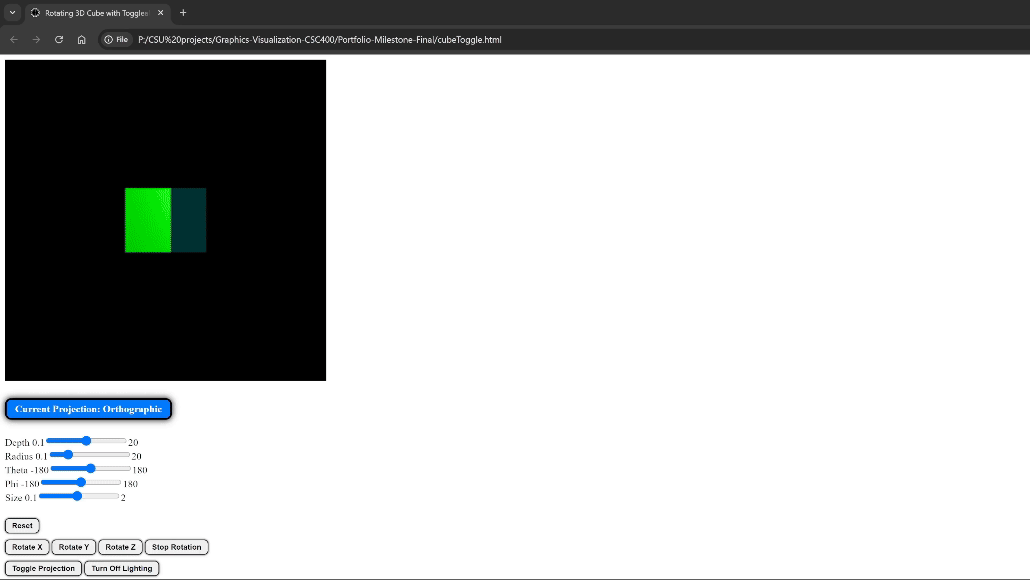 Rotating 3D Cube with Toggleal
File P:/CSU%20projects/Graphics-Visualization-CSC400/Portfolio-Milestone-Final/cubeToggle.html
Current Projection: Orthographic
Depth 0.1 20
Radius 0.1 20
Theta -180 180
Phi -180 180
Size 0.1 2
Reset
Rotate X Rotate Y Rotate Z Stop Rotation
Toggle Projection Turn Off Lighting